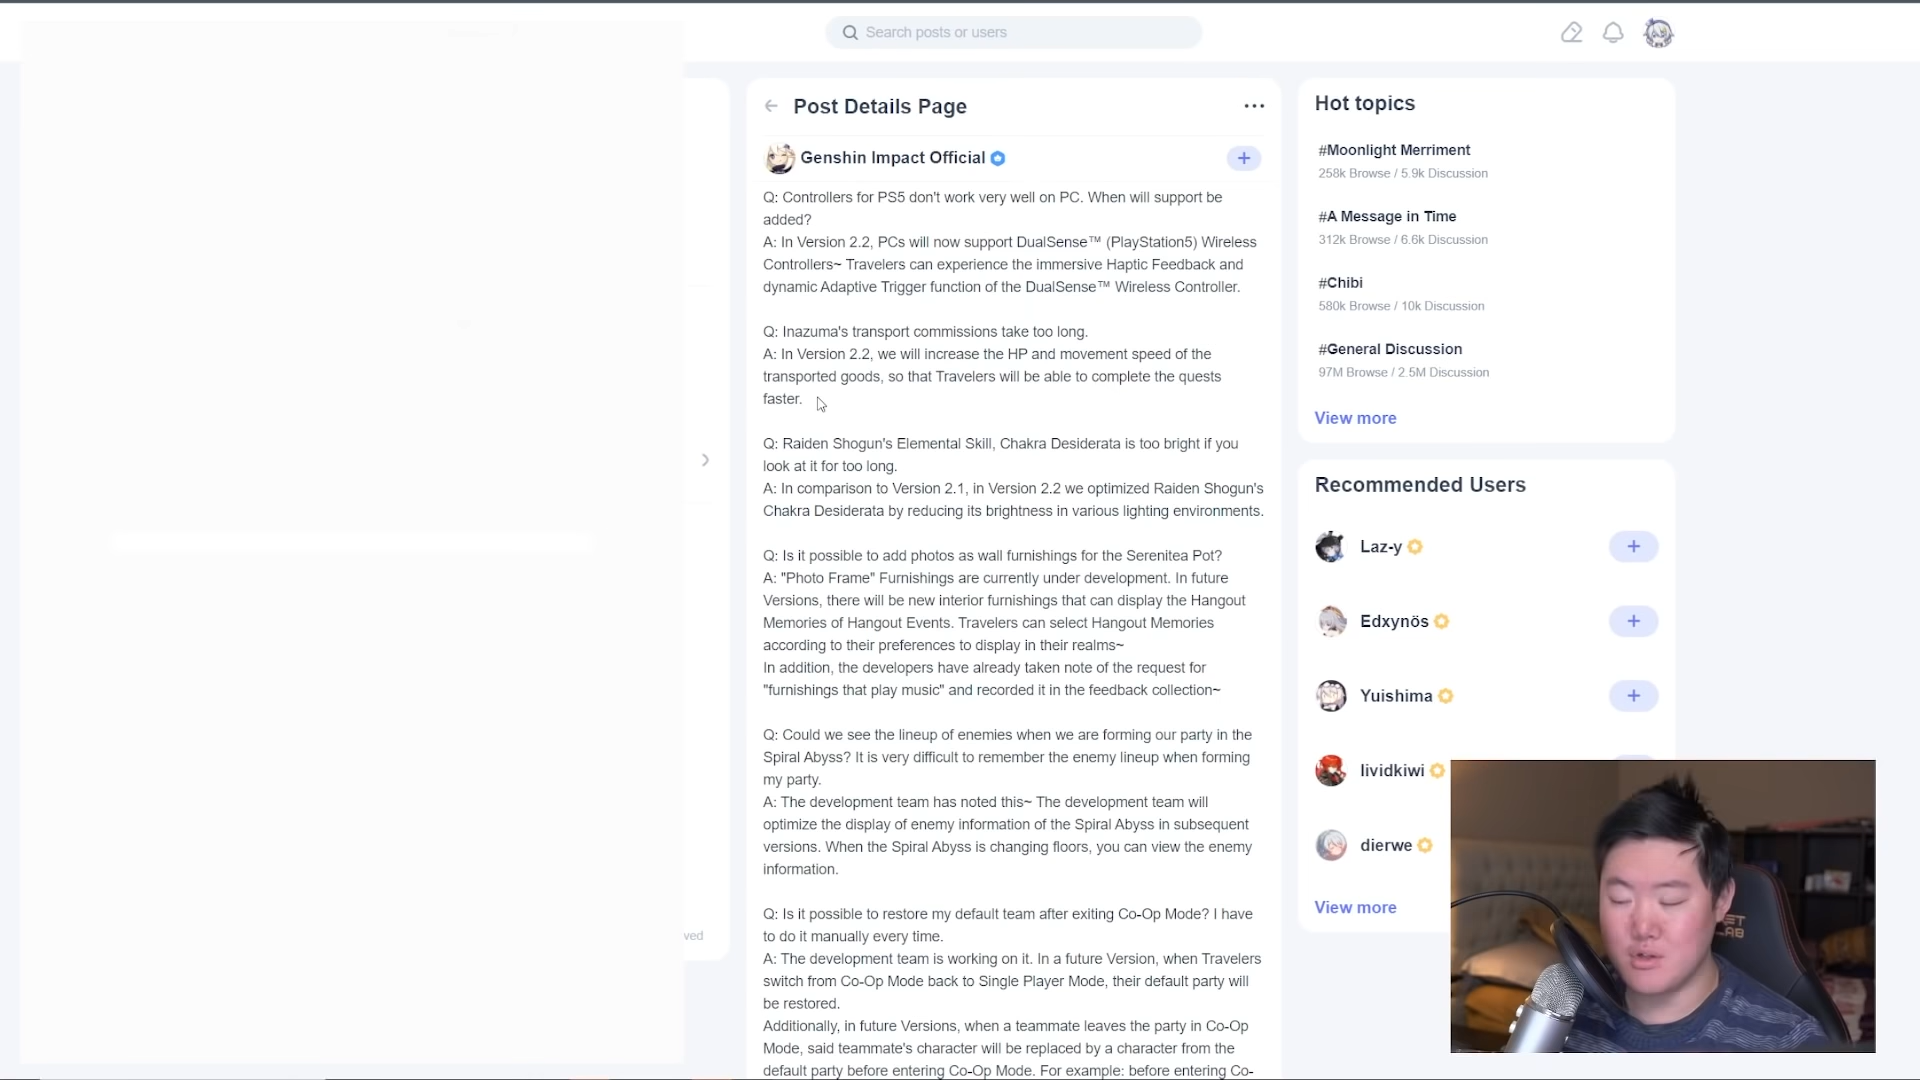 Search posts or users
Post Details Page
Genshin Impact Official
Q: Controllers for PS5 don't work very well on PC. When will support be
added?
A: In Version 2.2, PCs will now support DualSense™ (PlayStation5) Wireless
Controllers~ Travelers can experience the immersive Haptic Feedback and
dynamic Adaptive Trigger function of the DualSense™ Wireless Controller.
Q: Inazuma's transport commissions take too long.
A: In Version 2.2, we will increase the HP and movement speed of the
transported goods, so that Travelers will be able to complete the quests
faster.
Q: Raiden Shogun's Elemental Skill, Chakra Desiderata is too bright if you
look at it for too long.
A: In comparison to Version 2.1, in Version 2.2 we optimized Raiden Shogun's
Chakra Desiderata by reducing its brightness in various lighting environments.
Q: Is it possible to add photos as wall furnishings for the Serenitea Pot?
A: "Photo Frame" Furnishings are currently under development. In future
Versions, there will be new interior furnishings that can display the Hangout
Memories of Hangout Events. Travelers can select Hangout Memories
according to their preferences to display in their realms~
In addition, the developers have already taken note of the request for
"furnishings that play music" and recorded it in the feedback collection~
Q: Could we see the lineup of enemies when we are forming our party in the
Spiral Abyss? It is very difficult to remember the enemy lineup when forming
my party.
A: The development team has noted this~ The development team will
optimize the display of enemy information of the Spiral Abyss in subsequent
versions. When the Spiral Abyss is changing floors, you can view the enemy
information.
Q: Is it possible to restore my default team after exiting Co-Op Mode? I have
to do it manually every time.
A: The development team is working on it. In a future Version, when Travelers
switch from Co-Op Mode back to Single Player Mode, their default party will
be restored.
Additionally, in future Versions, when a teammate leaves the party in Co-Op
Mode, said teammate's character will be replaced by a character from the
default party before entering Co-Op Mode. For example: before entering Co-
ved
Hot topics
#Moonlight Merriment
258k Browse / 5.9k Discussion
#A Message in Time
312k Browse / 6.6k Discussion
#Chibi
580k Browse / 10k Discussion
#General Discussion
97M Browse / 2.5M Discussion
View more
Recommended Users
Laz-y
Edxynös
Yuishima
lividkiwi
dierwe
View more